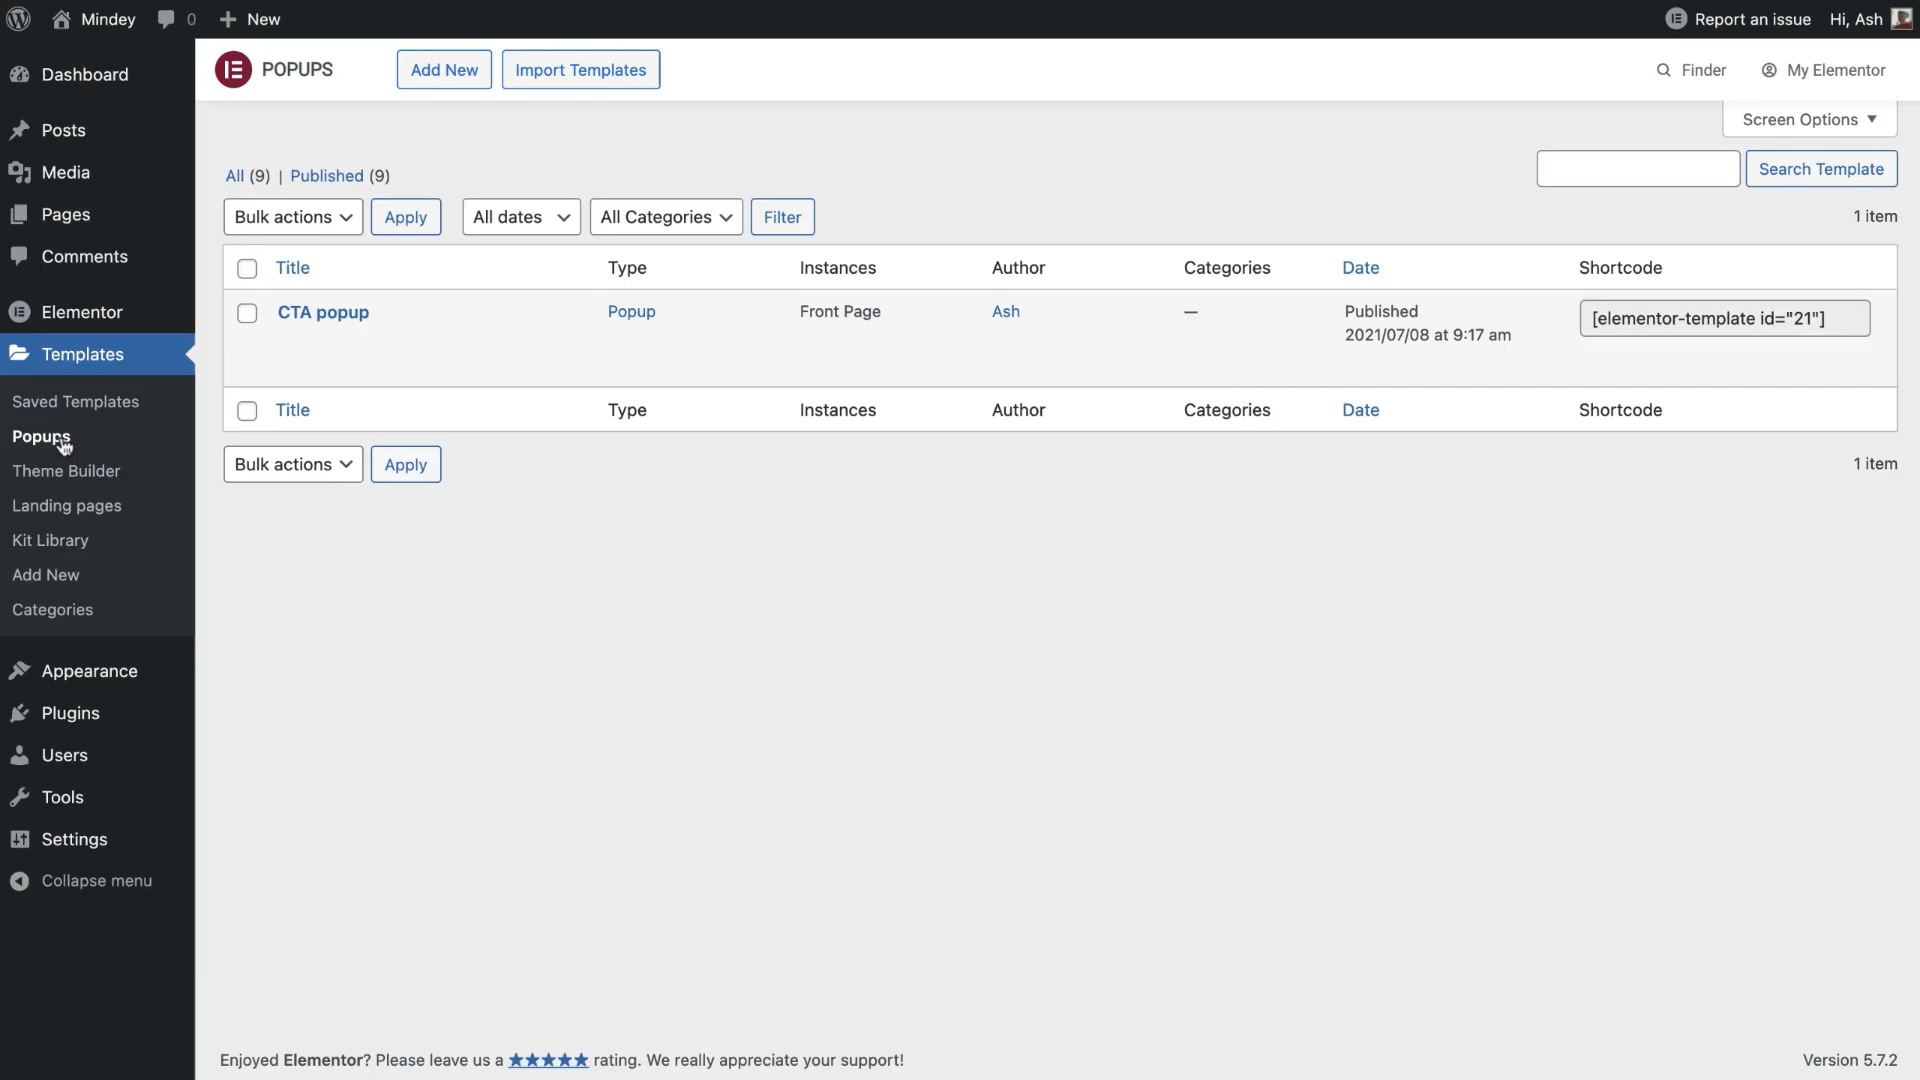 Mindey 0 New Report an issue Hi, Ash
POPUPS Add New Import Templates Finder My Elementor
Screen Options
All (9) | Published (9) Search Template
Bulk actions Apply All dates All Categories Filter 1 item
Title Type Instances Author Categories Date Shortcode
CTA popup Popup Front Page Ash — Published [elementor-template id="21"]
2021/07/08 at 9:17 am
Title Type Instances Author Categories Date Shortcode
Bulk actions Apply 1 item
Dashboard
Posts
Media
Pages
Comments
Elementor
Templates
Saved Templates
Popups
Theme Builder
Landing pages
Kit Library
Add New
Categories
Appearance
Plugins
Users
Tools
Settings
Collapse menu
Enjoyed Elementor? Please leave us a ★★★★★ rating. We really appreciate your support! Version 5.7.2